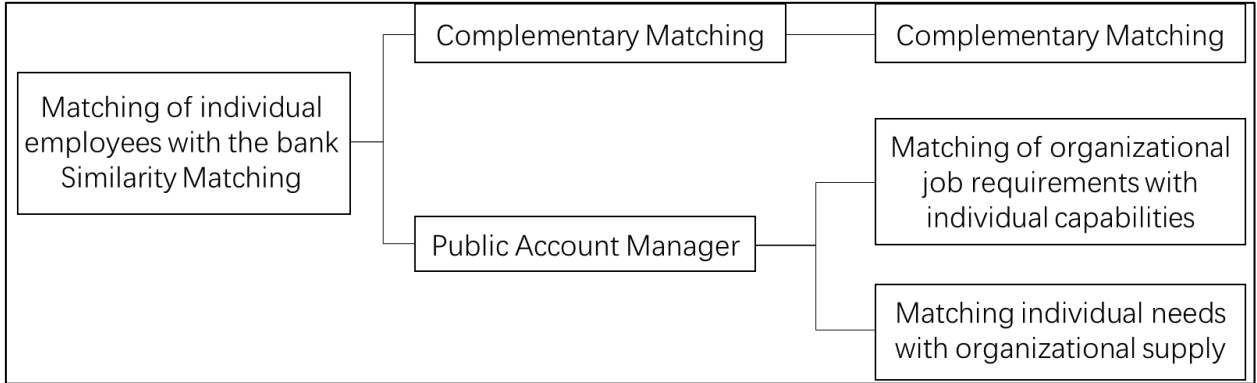 Matching of individual
employees with the bank
Similarity Matching
Complementary Matching
Complementary Matching
Public Account Manager
Matching of organizational
job requirements with
individual capabilities
Matching individual needs
with organizational supply